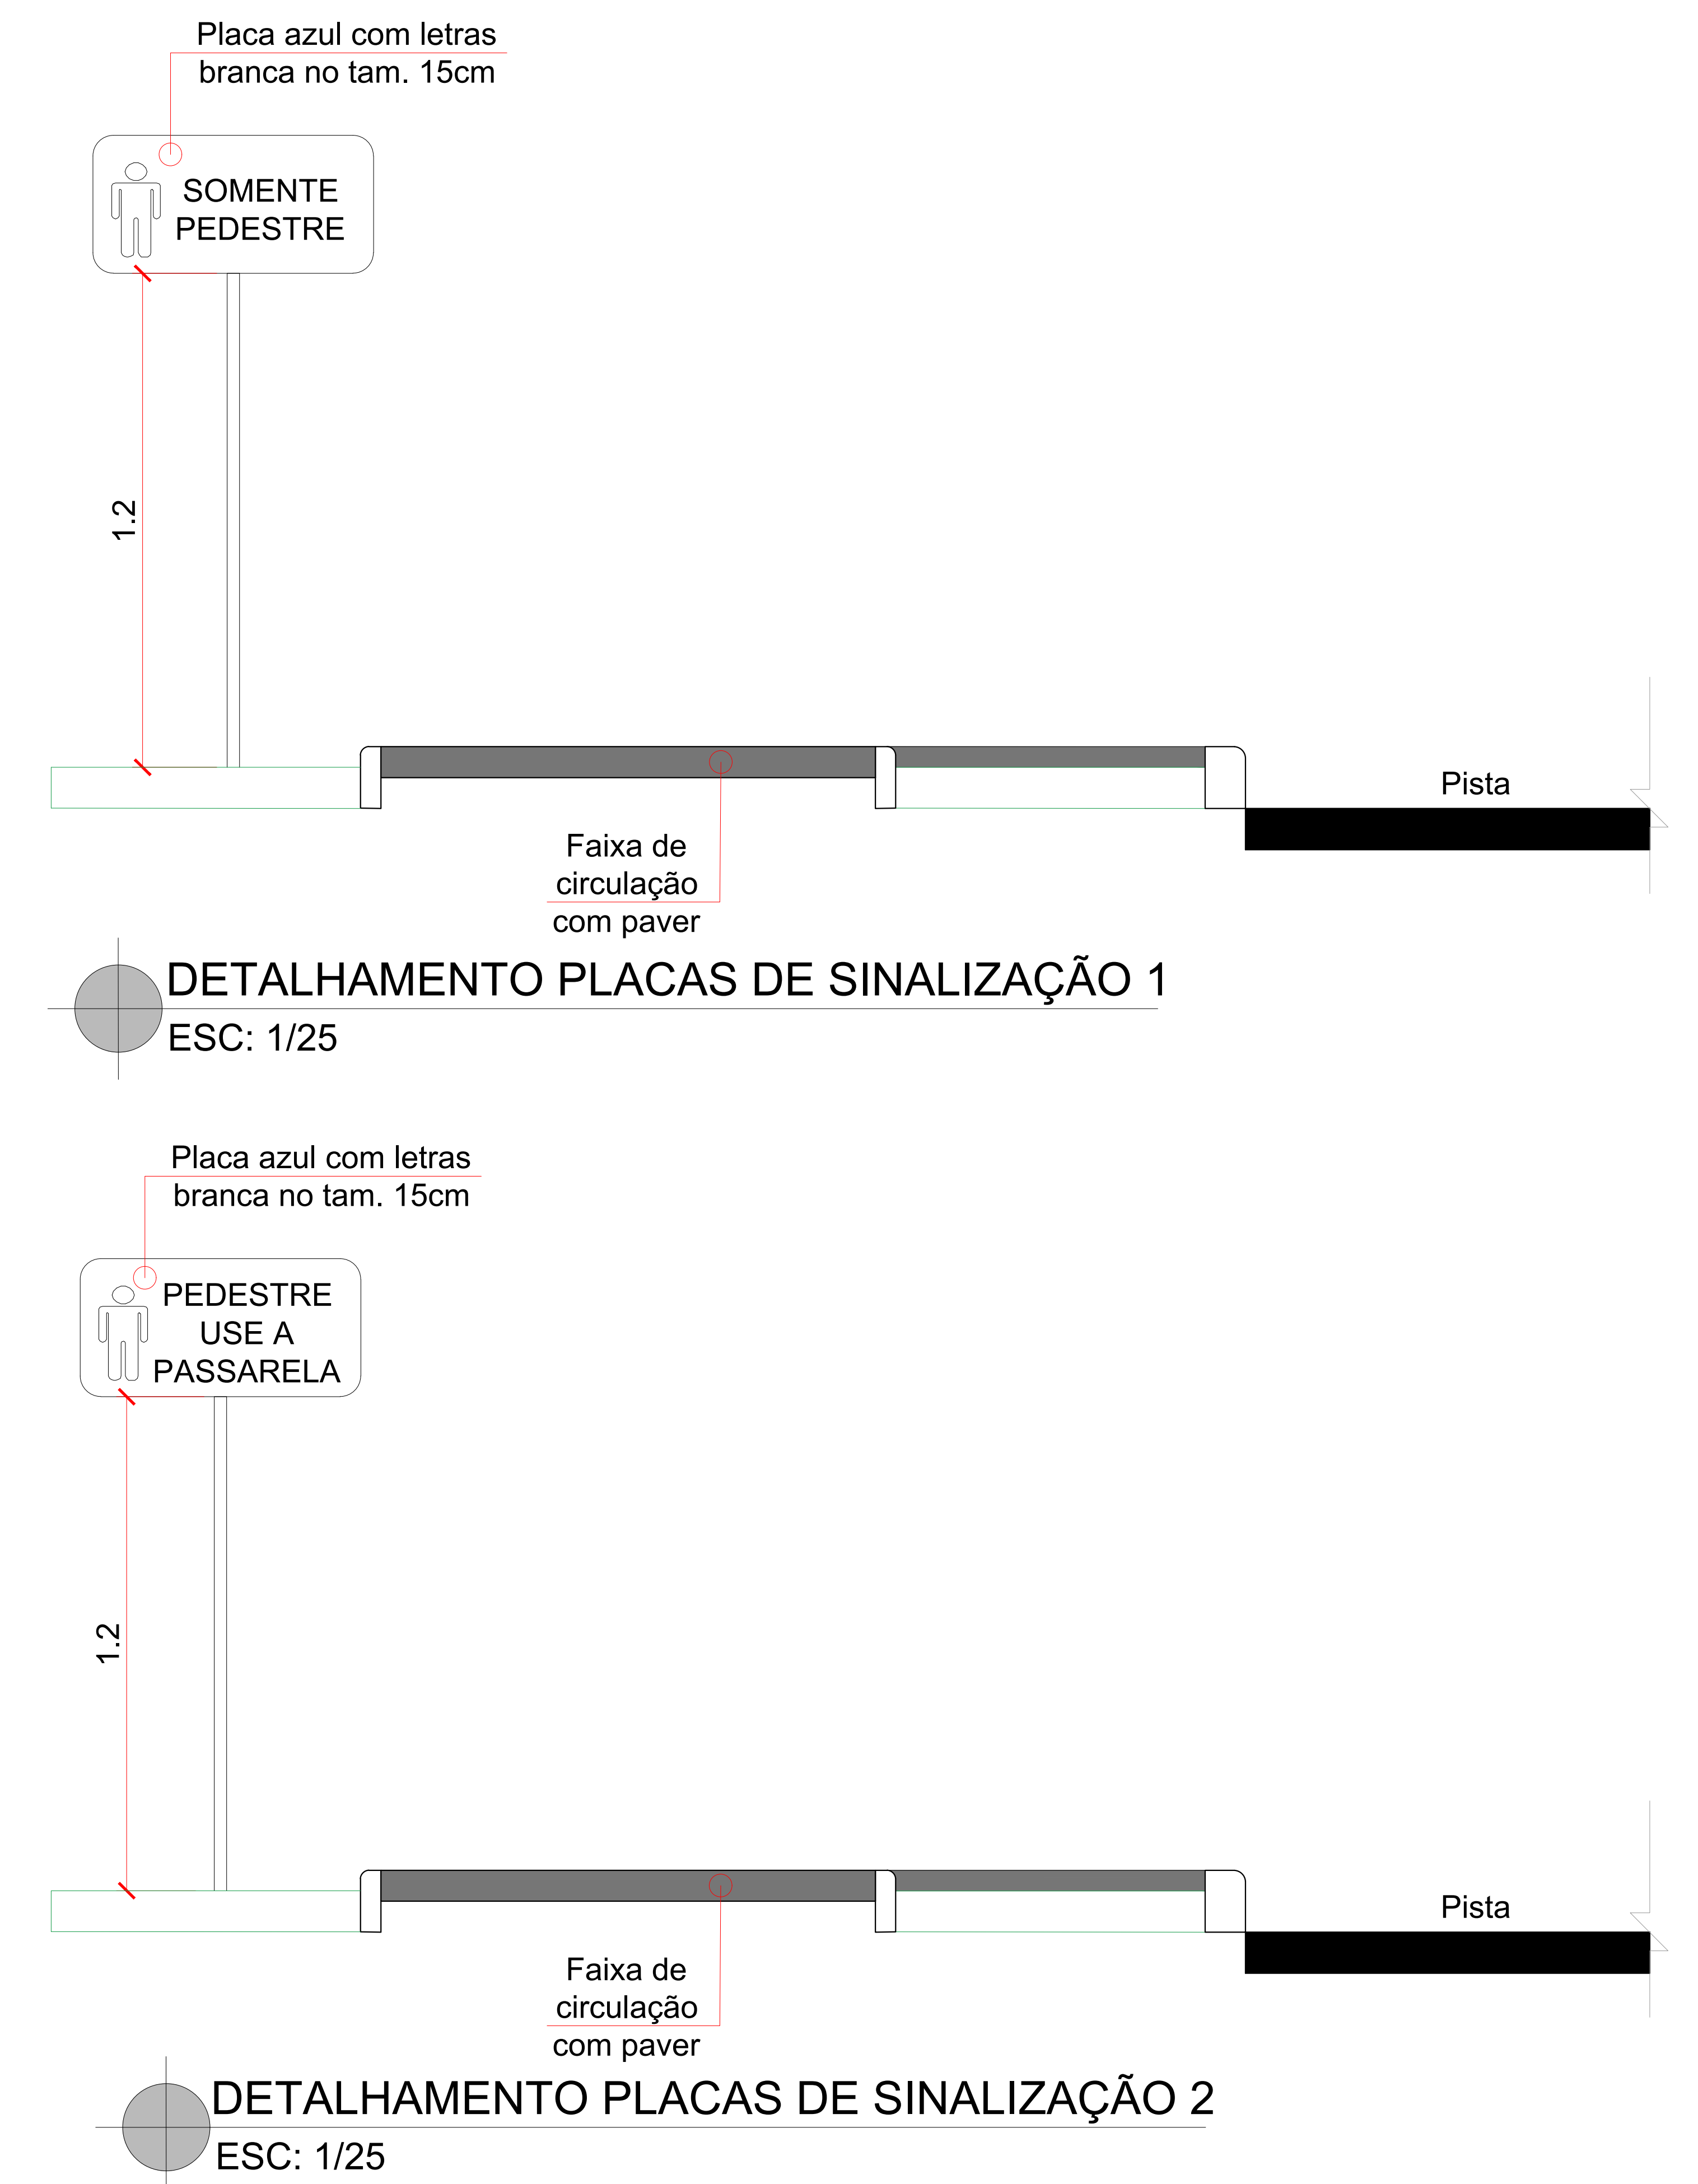 Placa azul com letras
branca no tam. 15cm
SOMENTE
PEDESTRE
1.2
Pista
Faixa de
circulação
com paver
DETALHAMENTO PLACAS DE SINALIZAÇÃO 1
ESC: 1/25
Placa azul com letras
branca no tam. 15cm
PEDESTRE
USE A
PASSARELA
1.2
Pista
Faixa de
circulação
com paver
DETALHAMENTO PLACAS DE SINALIZAÇÃO 2
ESC: 1/25